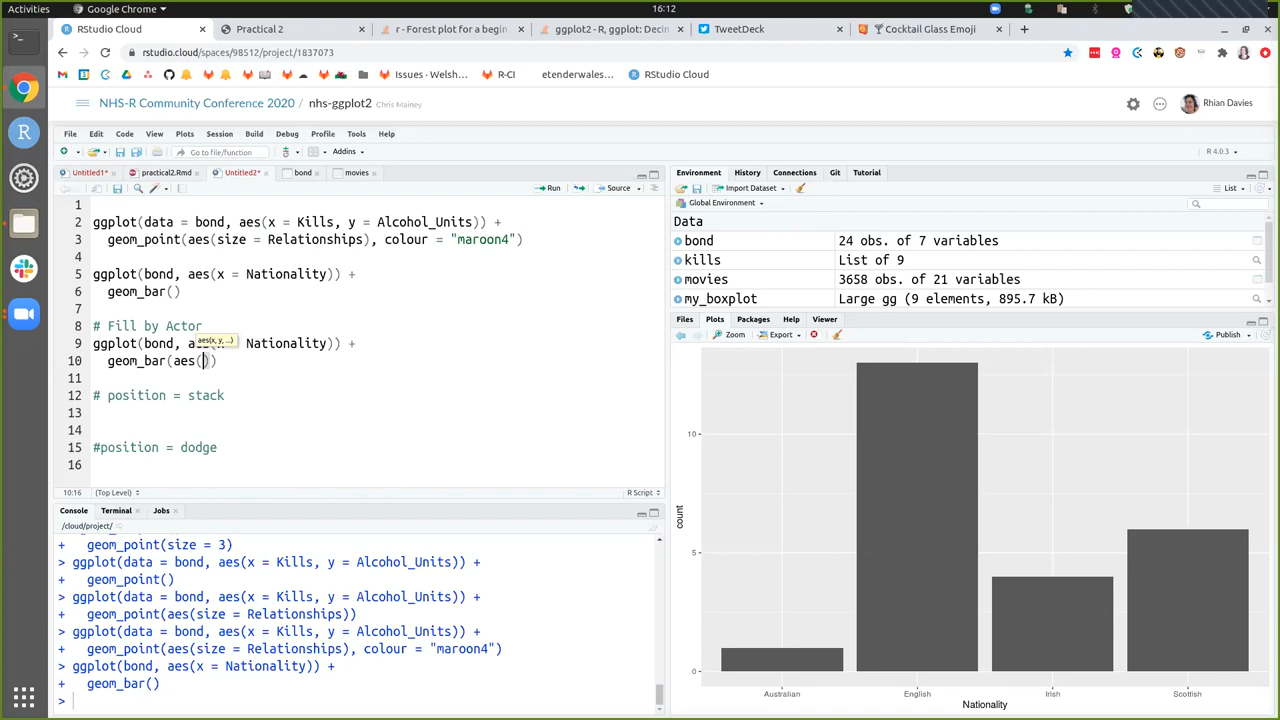 Activities
Google Chrome
16:12
RStudio Cloud
Practical 2
r - Forest plot for a begin
ggplot2 - R, ggplot: Decin
TweetDeck
Cocktail Glass Emoji
rstudio.cloud/spaces/98512/project/1837073
Issues · Welsh...
R-CI
etenderwales...
RStudio Cloud
NHS-R Community Conference 2020 / nhs-ggplot2 Chris Mainey
Rhian Davies
File Edit Code View Plots Session Build Debug Profile Tools Help
Go to file/function
Addins
R 4.0.3
Untitled1* practical2.Rmd Untitled2* bond movies
Run Source
1
2 ggplot(data = bond, aes(x = Kills, y = Alcohol_Units)) +
3 geom_point(aes(size = Relationships), colour = "maroon4")
4
5 ggplot(bond, aes(x = Nationality)) +
6 geom_bar()
7
8 # Fill by Actor
aes(x, y, ...)
9 ggplot(bond, aes(x = Nationality)) +
10 geom_bar(aes())
11
12 # position = stack
13
14
15 #position = dodge
16
10:16 (Top Level) R Script
Console Terminal Jobs
/cloud/project/
+ geom_point(size = 3)
> ggplot(data = bond, aes(x = Kills, y = Alcohol_Units)) +
+ geom_point()
> ggplot(data = bond, aes(x = Kills, y = Alcohol_Units)) +
+ geom_point(aes(size = Relationships))
> ggplot(data = bond, aes(x = Kills, y = Alcohol_Units)) +
+ geom_point(aes(size = Relationships), colour = "maroon4")
> ggplot(bond, aes(x = Nationality)) +
+ geom_bar()
>
Environment History Connections Git Tutorial
Import Dataset
List
Global Environment
Data
bond 24 obs. of 7 variables
kills List of 9
movies 3658 obs. of 21 variables
my_boxplot Large gg (9 elements, 895.7 kB)
Files Plots Packages Help Viewer
Zoom Export Publish
10
5
0
count
Australian English Irish Scottish
Nationality